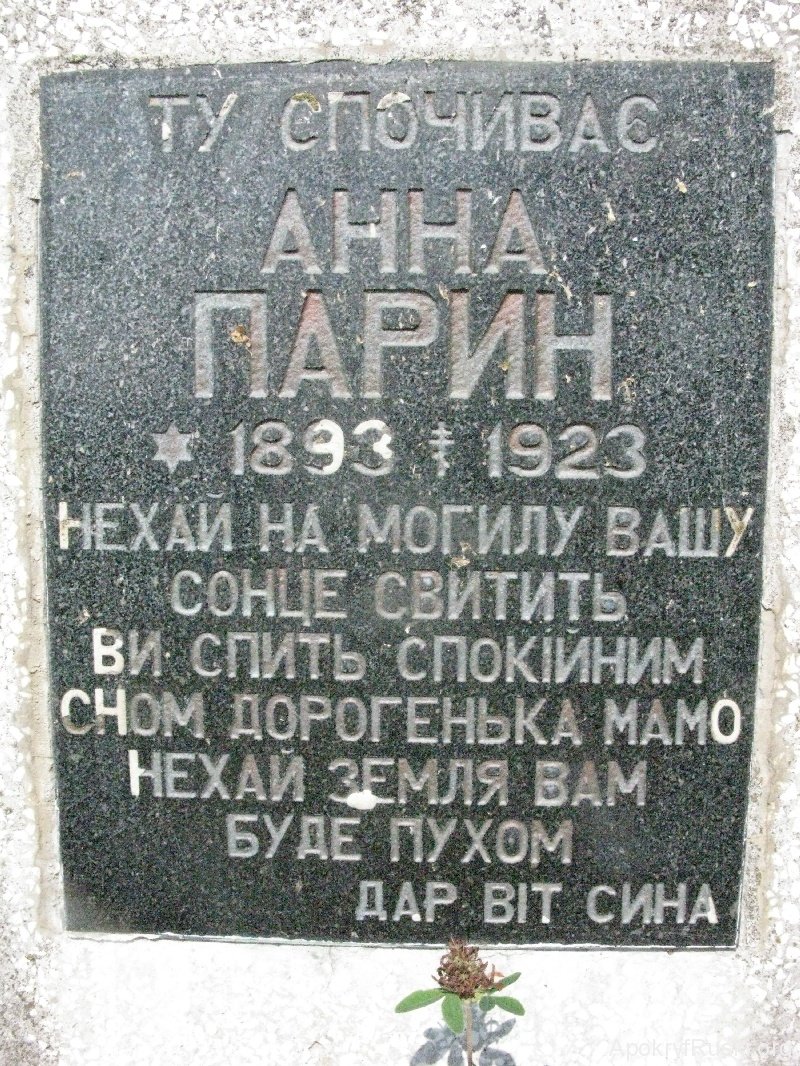 ТУ СПОЧИВАЄ
АННА
ПАРИН
1893 1923
НЕХАЙ НА МОГИЛУ ВАШУ
СОНЦЕ СВИТИТЬ
ВИ СПИТЬ СПОКІЙНИМ
СНОМ ДОРОГЕНЬКА МАМО
НЕХАЙ ЗЕМЛЯ ВАМ
БУДЕ ПУХОМ
ДАР ВІТ СИНА